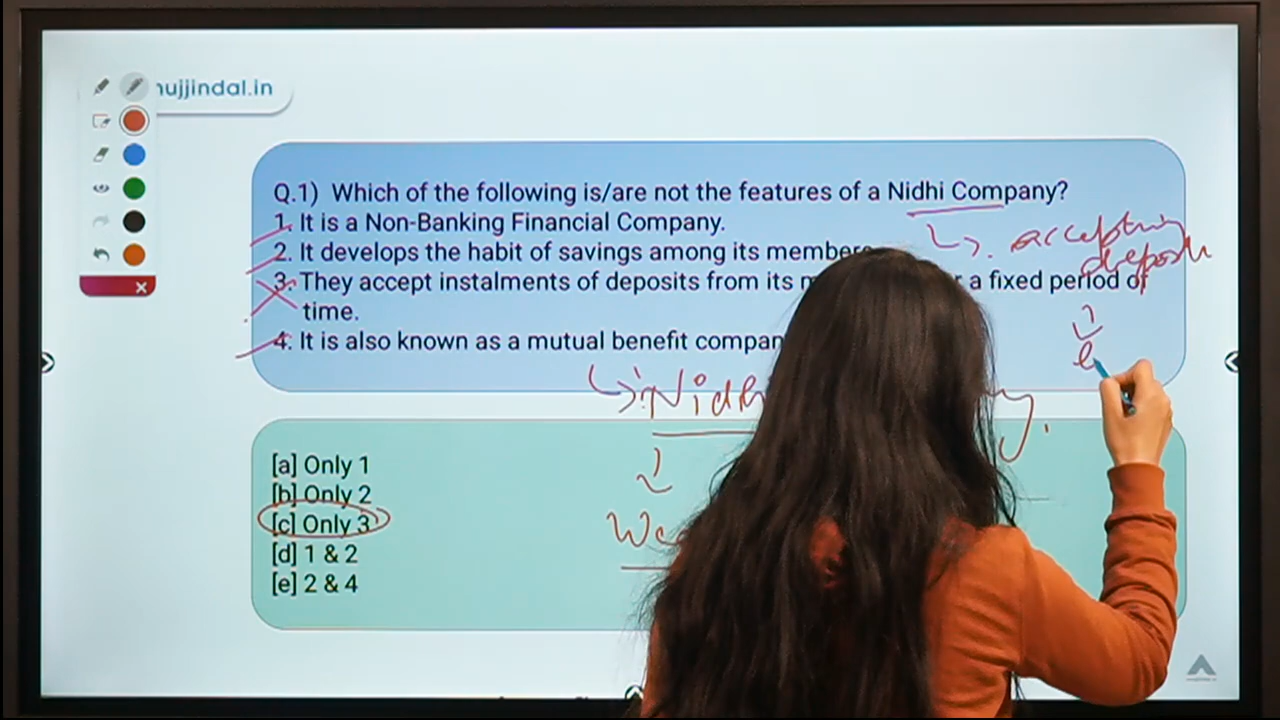 nujjindal.in
Q.1) Which of the following is/are not the features of a Nidhi Company?
1. It is a Non-Banking Financial Company.
2. It develops the habit of savings among its members
accepting
deposit
3. They accept instalments of deposits from its a fixed period of
time.
4. It is also known as a mutual benefit compan
Nidh
[a] Only 1
[b] Only 2
[c] Only 3
[d] 1 & 2
[e] 2 & 4